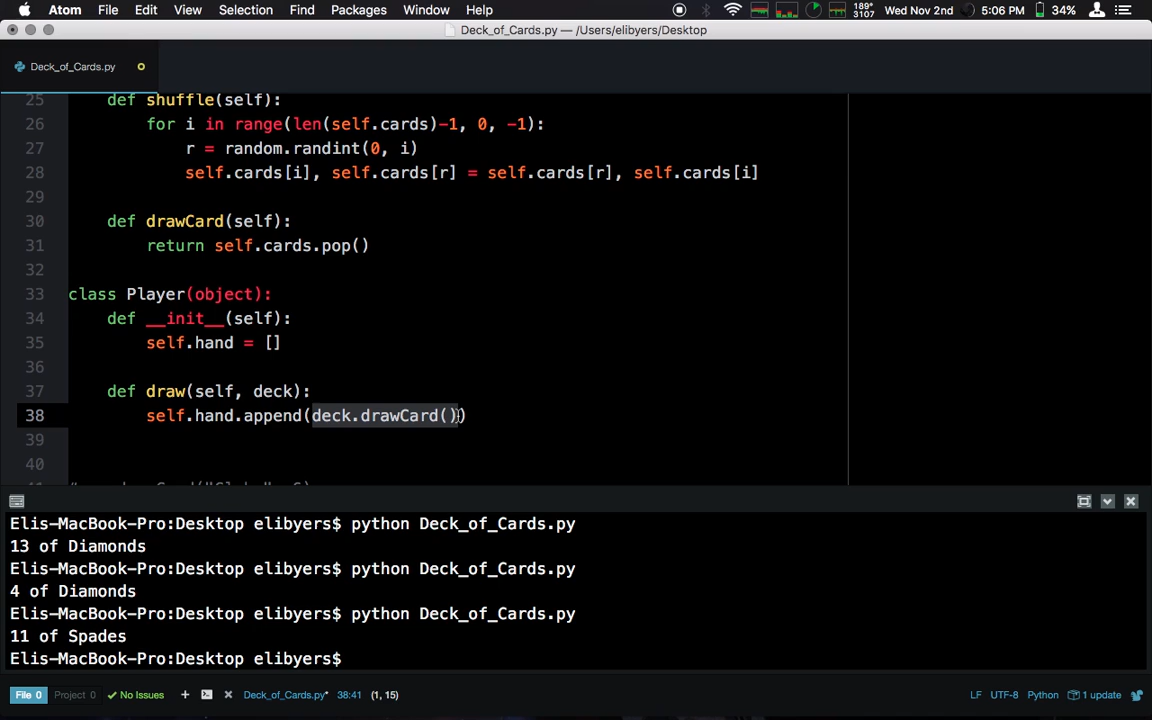 Atom File Edit View Selection Find Packages Window Help 189° 3107 Wed Nov 2nd 5:06 PM 34%
Deck_of_Cards.py — /Users/elibyers/Desktop
Deck_of_Cards.py
25 def shuffle(self):
26 for i in range(len(self.cards)-1, 0, -1):
27 r = random.randint(0, i)
28 self.cards[i], self.cards[r] = self.cards[r], self.cards[i]
29
30 def drawCard(self):
31 return self.cards.pop()
32
33 class Player(object):
34 def __init__(self):
35 self.hand = []
36
37 def draw(self, deck):
38 self.hand.append(deck.drawCard())
39
40
Elis-MacBook-Pro:Desktop elibyers$ python Deck_of_Cards.py
13 of Diamonds
Elis-MacBook-Pro:Desktop elibyers$ python Deck_of_Cards.py
4 of Diamonds
Elis-MacBook-Pro:Desktop elibyers$ python Deck_of_Cards.py
11 of Spades
Elis-MacBook-Pro:Desktop elibyers$
File 0 Project 0 No Issues Deck_of_Cards.py* 38:41 (1, 15) LF UTF-8 Python 1 update